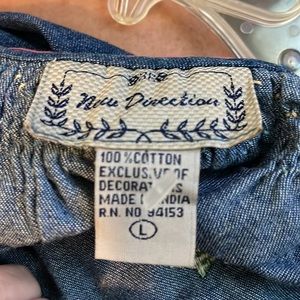 New Direction
100%COTTON
EXCLUSIVE OF
DECORATIONS
MADE IN INDIA
R.N. NO 94153
L